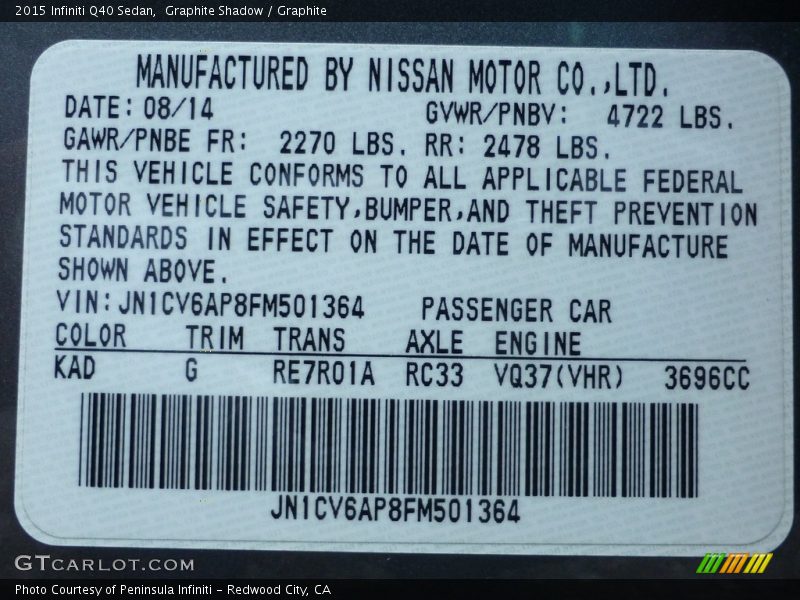 2015 Infiniti Q40 Sedan,  Graphite Shadow / Graphite
MANUFACTURED BY NISSAN MOTOR CO.,LTD.
DATE: 08/14 GVWR/PNBV: 4722 LBS.
GAWR/PNBE FR: 2270 LBS. RR: 2478 LBS.
THIS VEHICLE CONFORMS TO ALL APPLICABLE FEDERAL
MOTOR VEHICLE SAFETY,BUMPER,AND THEFT PREVENTION
STANDARDS IN EFFECT ON THE DATE OF MANUFACTURE
SHOWN ABOVE.
VIN: JN1CV6AP8FM501364 PASSENGER CAR
COLOR TRIM TRANS AXLE ENGINE
KAD G RE7R01A RC33 VQ37(VHR) 3696CC
JN1CV6AP8FM501364
GTCARLOT.COM
Photo Courtesy of Peninsula Infiniti - Redwood City, CA